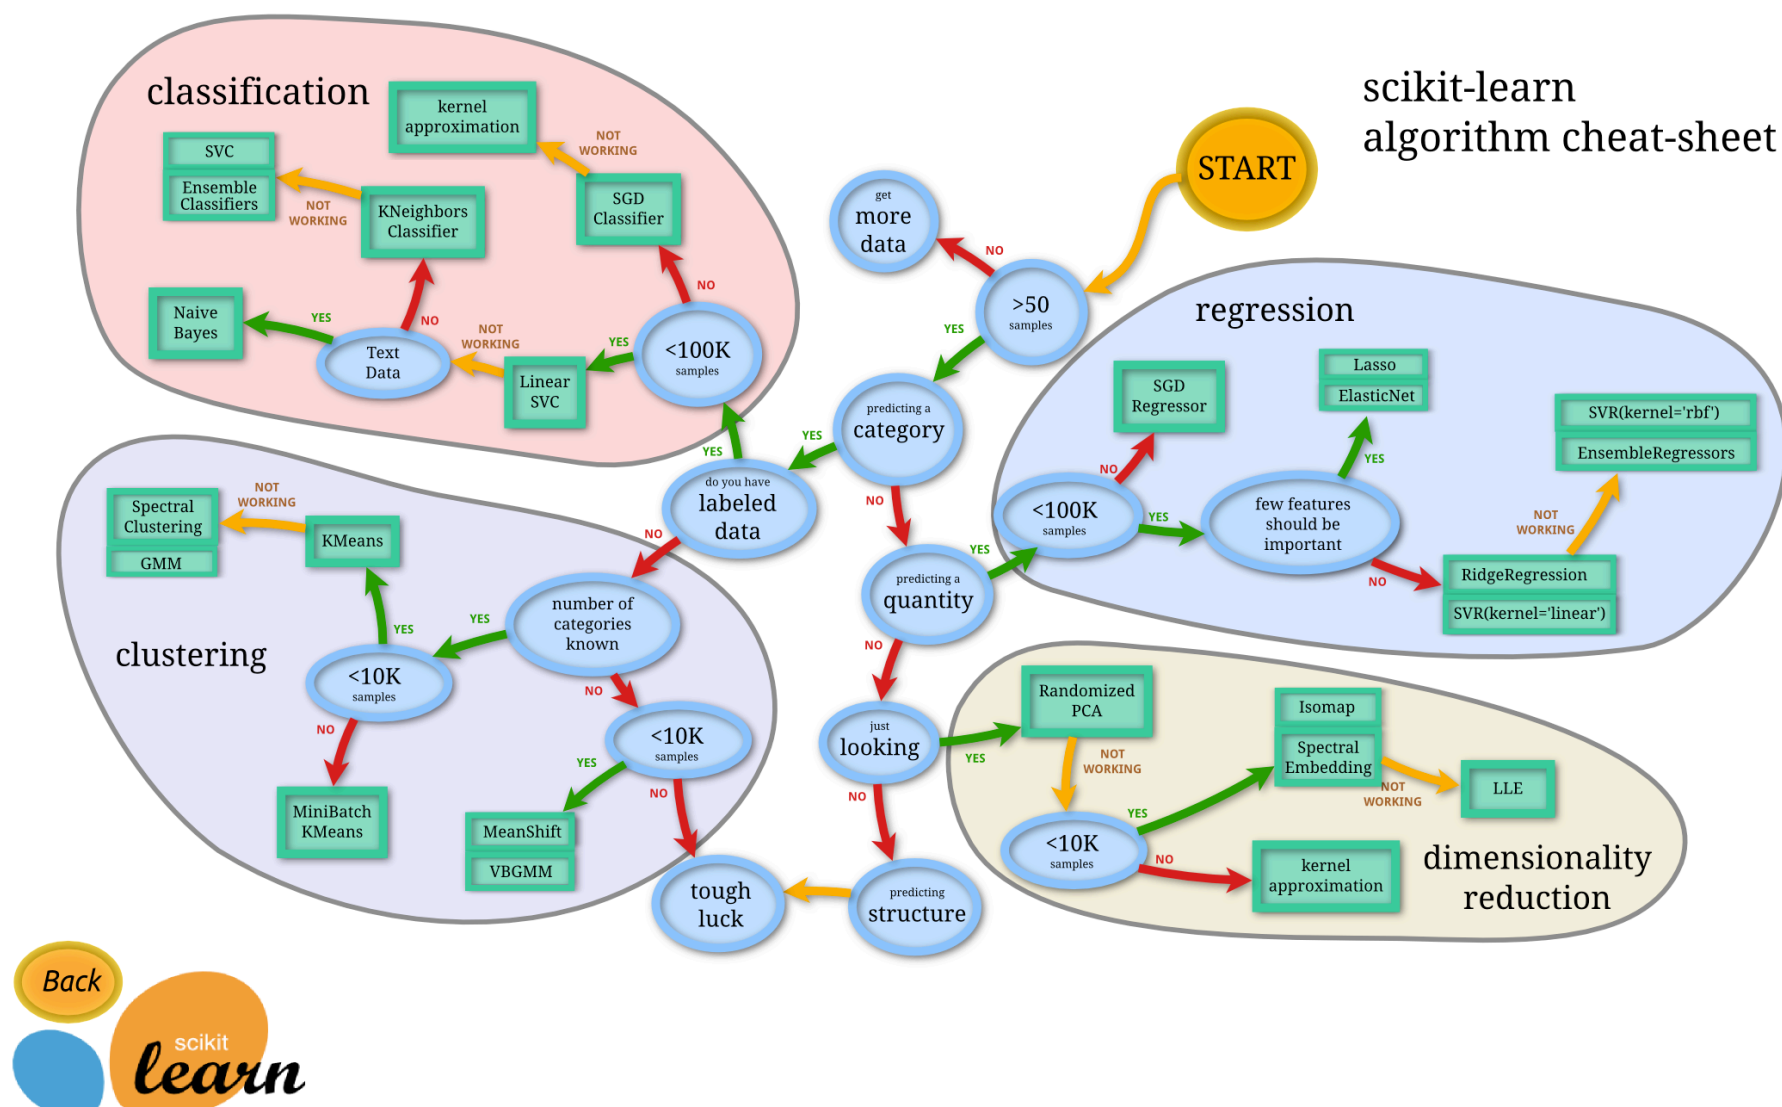 scikit-learn
algorithm cheat-sheet
START
classification
kernel
approximation
NOT
WORKING
SVC
Ensemble
Classifiers
NOT
WORKING
KNeighbors
Classifier
SGD
Classifier
NO
Naive
Bayes
YES
NO
Text
Data
NOT
WORKING
Linear
SVC
YES
<100K
samples
get
more
data
NO
>50
samples
YES
predicting a
category
YES
NO
YES
do you have
labeled
data
NO
regression
SGD
Regressor
NO
Lasso
ElasticNet
YES
SVR(kernel='rbf')
EnsembleRegressors
NOT
WORKING
<100K
samples
YES
few features
should be
important
NO
RidgeRegression
SVR(kernel='linear')
YES
predicting a
quantity
NO
clustering
Spectral
Clustering
GMM
NOT
WORKING
KMeans
YES
number of
categories
known
YES
<10K
samples
NO
MiniBatch
KMeans
NO
<10K
samples
YES
NO
MeanShift
VBGMM
just
looking
YES
NO
tough
luck
predicting
structure
Randomized
PCA
NOT
WORKING
<10K
samples
YES
NO
Isomap
Spectral
Embedding
NOT
WORKING
LLE
kernel
approximation
dimensionality
reduction
Back
scikit
learn